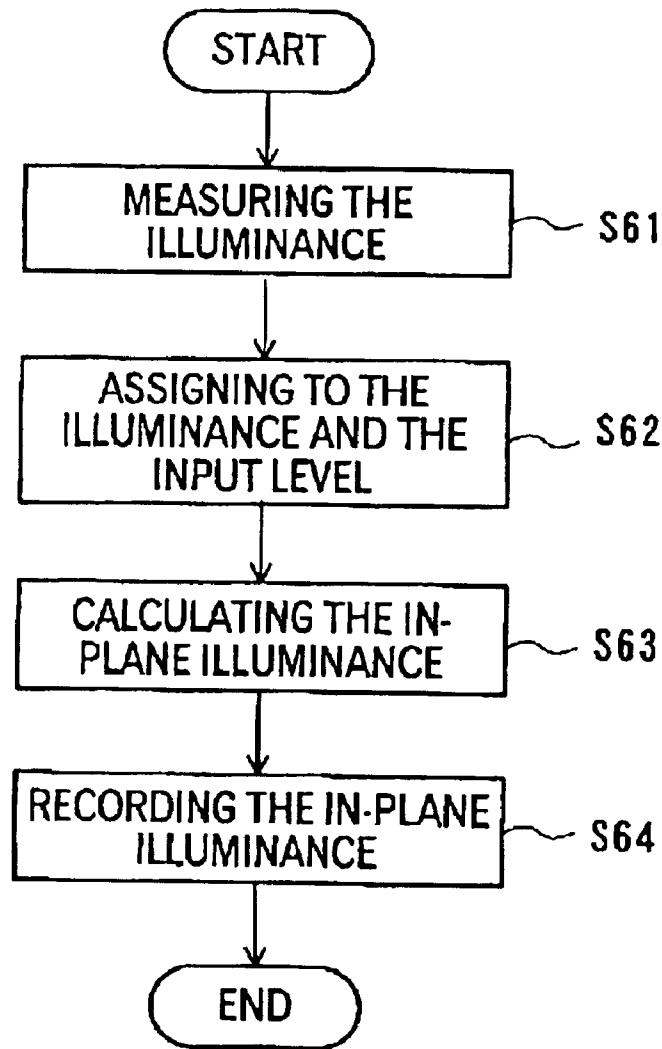 START
MEASURING THE
ILLUMINANCE
S61
ASSIGNING TO THE
ILLUMINANCE AND THE
INPUT LEVEL
S62
CALCULATING THE IN-
PLANE ILLUMINANCE
S63
RECORDING THE IN-PLANE
ILLUMINANCE
S64
END